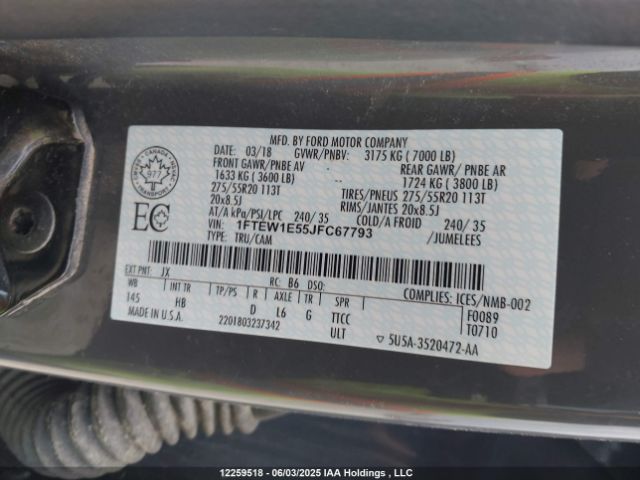 MFD. BY FORD MOTOR COMPANY
DATE: 03/18 GVWR/PNBV: 3175 KG ( 7000 LB)
FRONT GAWR/PNBE AV REAR GAWR/ PNBE AR
1633 KG ( 3600 LB) 1724 KG ( 3800 LB)
275/55R20 113T TIRES/PNEUS 275/55R20 113T
20x8.5J RIMS/JANTES 20x8.5J
AT/A kPa/PSI/LPC 240/ 35 COLD/A FROID 240/ 35
VIN: 1FTEW1E55JFC67793 /JUMELEES
TYPE: TRU/CAM
CANADA
977
TRANSPORT
EC
EXT PNT: JX RC: B6 DSO: COMPLIES: ICES/NMB-002
WB INT TR TP/PS R AXLE TR SPR F0089
145 HB D L6 G TTCC T0710
MADE IN U.S.A. 2201803237342 ULT ▽ 5U5A-3520472-AA
12259518 - 06/03/2025 IAA Holdings , LLC